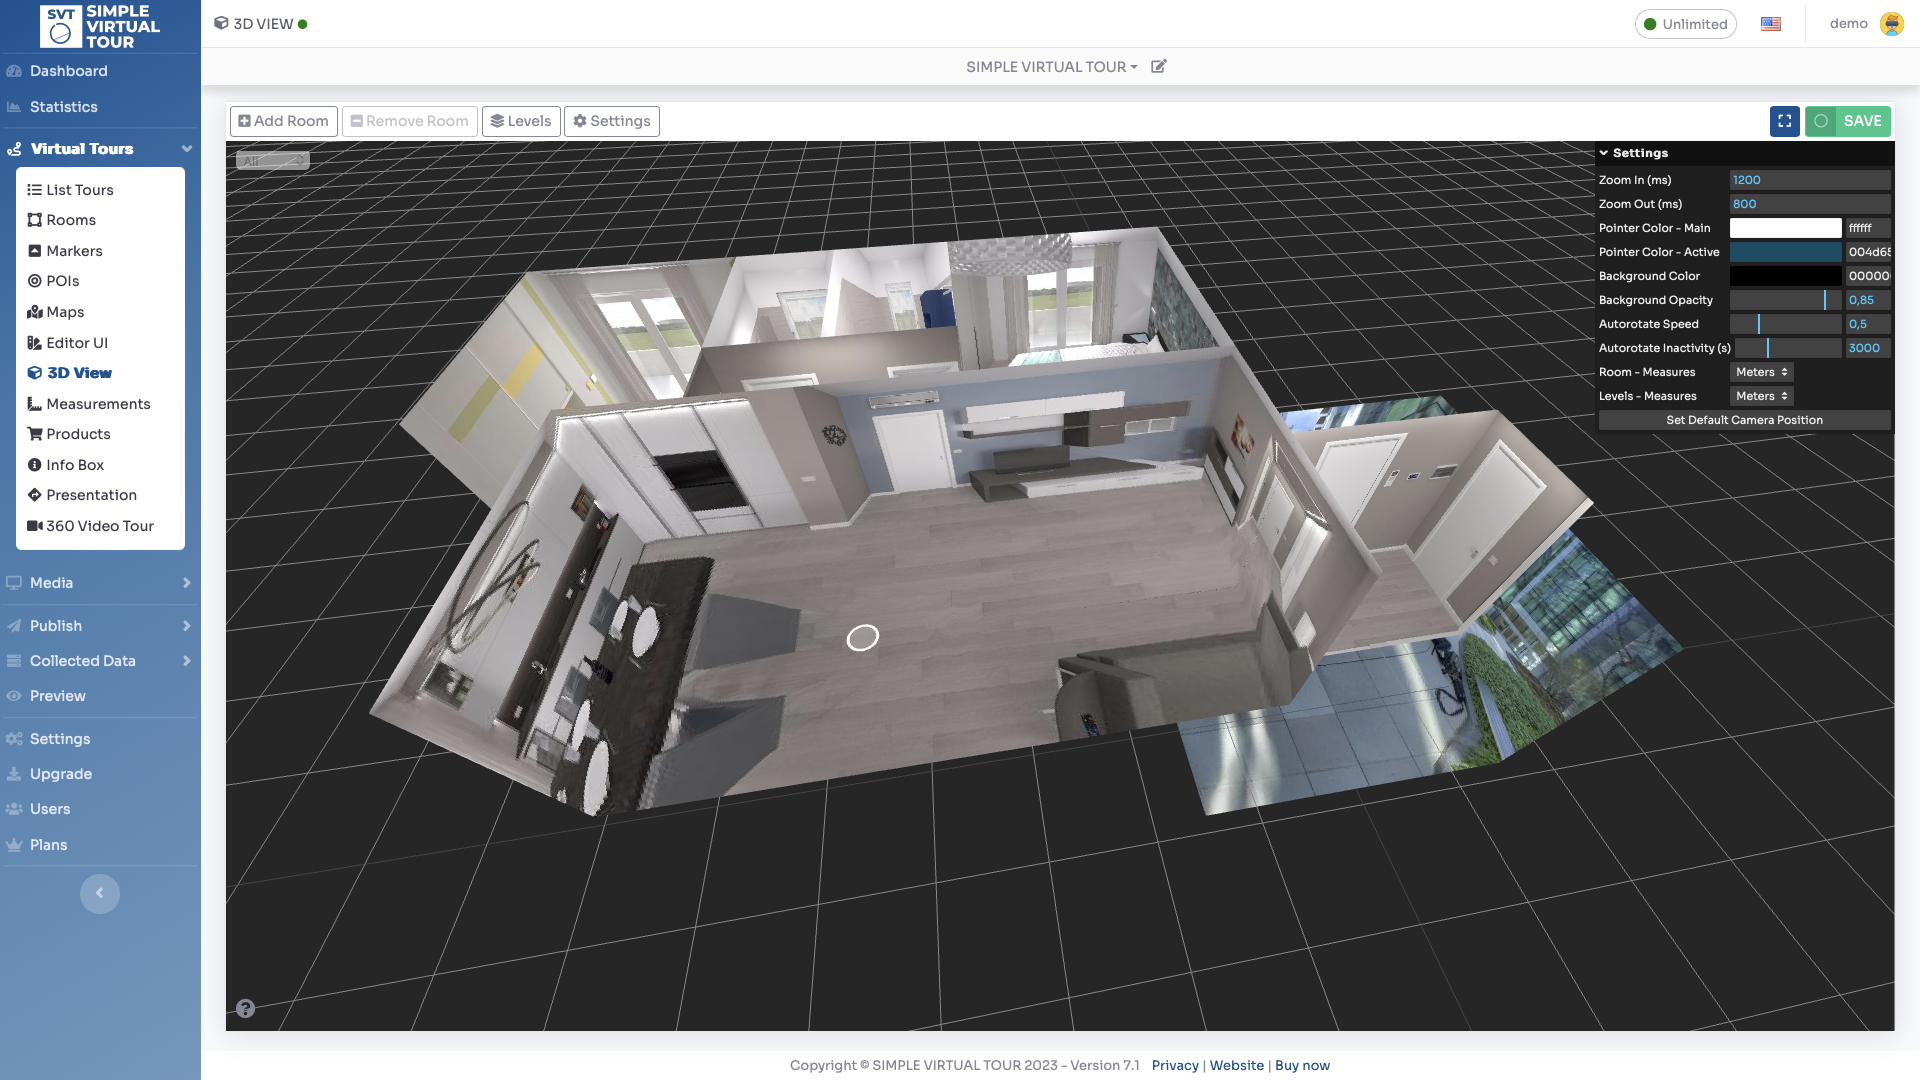 SVT SIMPLE
VIRTUAL
TOUR
Dashboard
Statistics
Virtual Tours
List Tours
Rooms
Markers
POIs
Maps
Editor UI
3D View
Measurements
Products
Info Box
Presentation
360 Video Tour
Media
Publish
Collected Data
Preview
Settings
Upgrade
Users
Plans
3D VIEW
Unlimited
demo
SIMPLE VIRTUAL TOUR
Add Room
Remove Room
Levels
Settings
SAVE
All
Settings
Zoom In (ms) 1200
Zoom Out (ms) 800
Pointer Color - Main ffffff
Pointer Color - Active 004d65
Background Color 00000
Background Opacity 0,85
Autorotate Speed 0,5
Autorotate Inactivity (s) 3000
Room - Measures Meters
Levels - Measures Meters
Set Default Camera Position
?
Copyright © SIMPLE VIRTUAL TOUR 2023 - Version 7.1 Privacy | Website | Buy now